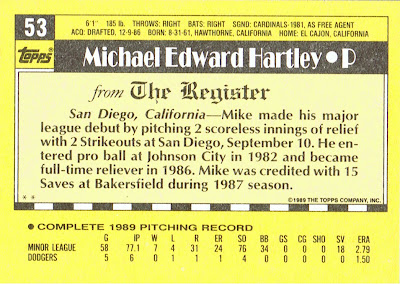 53
6'1" 185 lb. THROWS: RIGHT BATS: RIGHT SGND: CARDINALS-1981, AS FREE AGENT
ACQ: DRAFTED, 12-9-86 BORN: 8-31-61, HAWTHORNE, CALIFORNIA HOME: EL CAJON, CALIFORNIA
Topps
Michael Edward Hartley • P
from The Register
San Diego, California—Mike made his major
league debut by pitching 2 scoreless innings of relief
with 2 Strikeouts at San Diego, September 10. He en-
tered pro ball at Johnson City in 1982 and became
full-time reliever in 1986. Mike was credited with 15
Saves at Bakersfield during 1987 season.
** ©1989 THE TOPPS COMPANY, INC.
• COMPLETE 1989 PITCHING RECORD
G IP W L R ER SO BB GS CG SHO SV ERA
MINOR LEAGUE 58 77.1 7 4 31 24 76 34 0 0 0 18 2.79
DODGERS 5 6 0 1 1 1 4 0 0 0 0 0 1.50